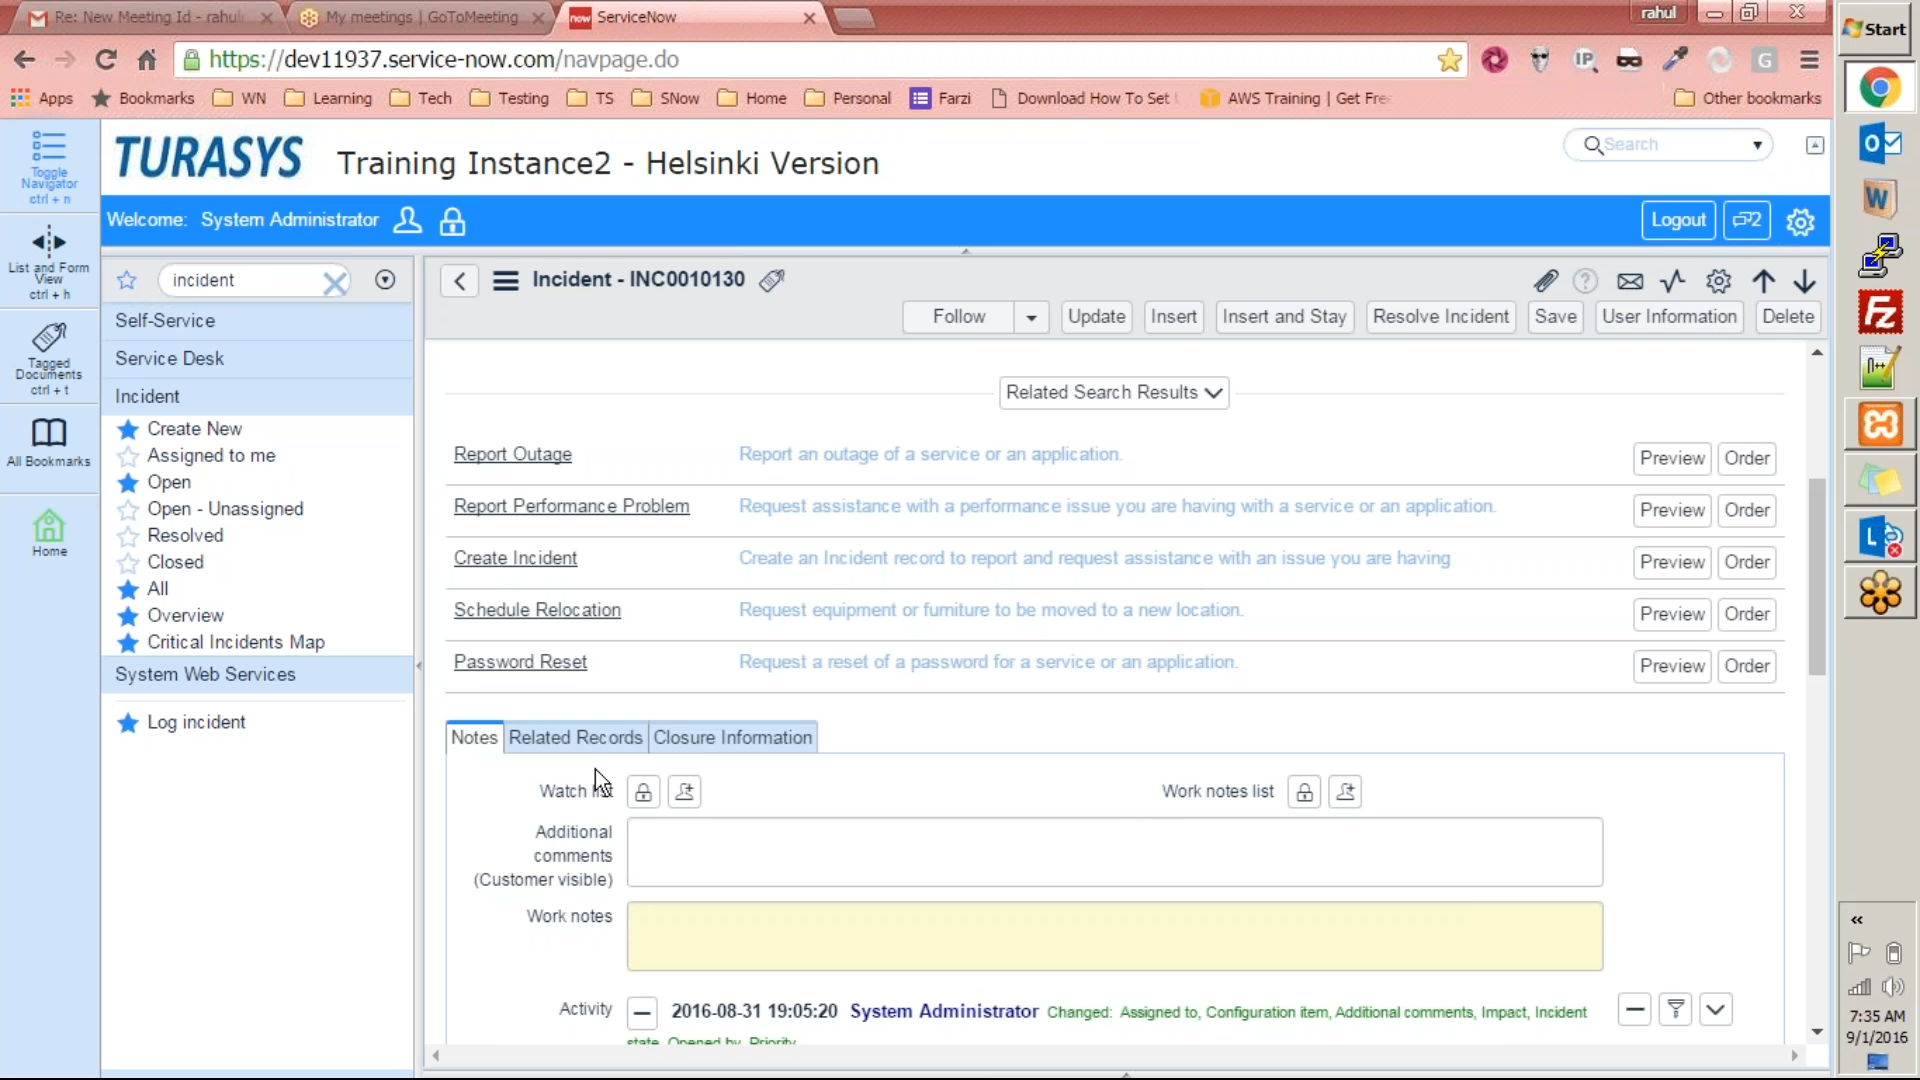 Re: New Meeting Id - rahul
My meetings | GoToMeeting
now ServiceNow
rahul
Start
https://dev11937.service-now.com/navpage.do
IP
G
Apps
Bookmarks
WN
Learning
Tech
Testing
TS
SNow
Home
Personal
Farzi
Download How To Set
AWS Training | Get Free
Other bookmarks
Toggle
Navigator
ctrl + n
TURASYS
Training Instance2 - Helsinki Version
Search
Welcome: System Administrator
Logout
2
List and Form
View
ctrl + h
incident
Incident - INC0010130
Follow
Update
Insert
Insert and Stay
Resolve Incident
Save
User Information
Delete
Tagged
Documents
ctrl + t
All Bookmarks
Home
Self-Service
Service Desk
Incident
Create New
Assigned to me
Open
Open - Unassigned
Resolved
Closed
All
Overview
Critical Incidents Map
System Web Services
Log incident
Related Search Results
Report Outage Report an outage of a service or an application. Preview Order
Report Performance Problem Request assistance with a performance issue you are having with a service or an application. Preview Order
Create Incident Create an Incident record to report and request assistance with an issue you are having Preview Order
Schedule Relocation Request equipment or furniture to be moved to a new location. Preview Order
Password Reset Request a reset of a password for a service or an application. Preview Order
Notes Related Records Closure Information
Watch list
Work notes list
Additional
comments
(Customer visible)
Work notes
Activity
2016-08-31 19:05:20 System Administrator Changed: Assigned to, Configuration item, Additional comments, Impact, Incident
state, Opened by, Priority
7:35 AM
9/1/2016